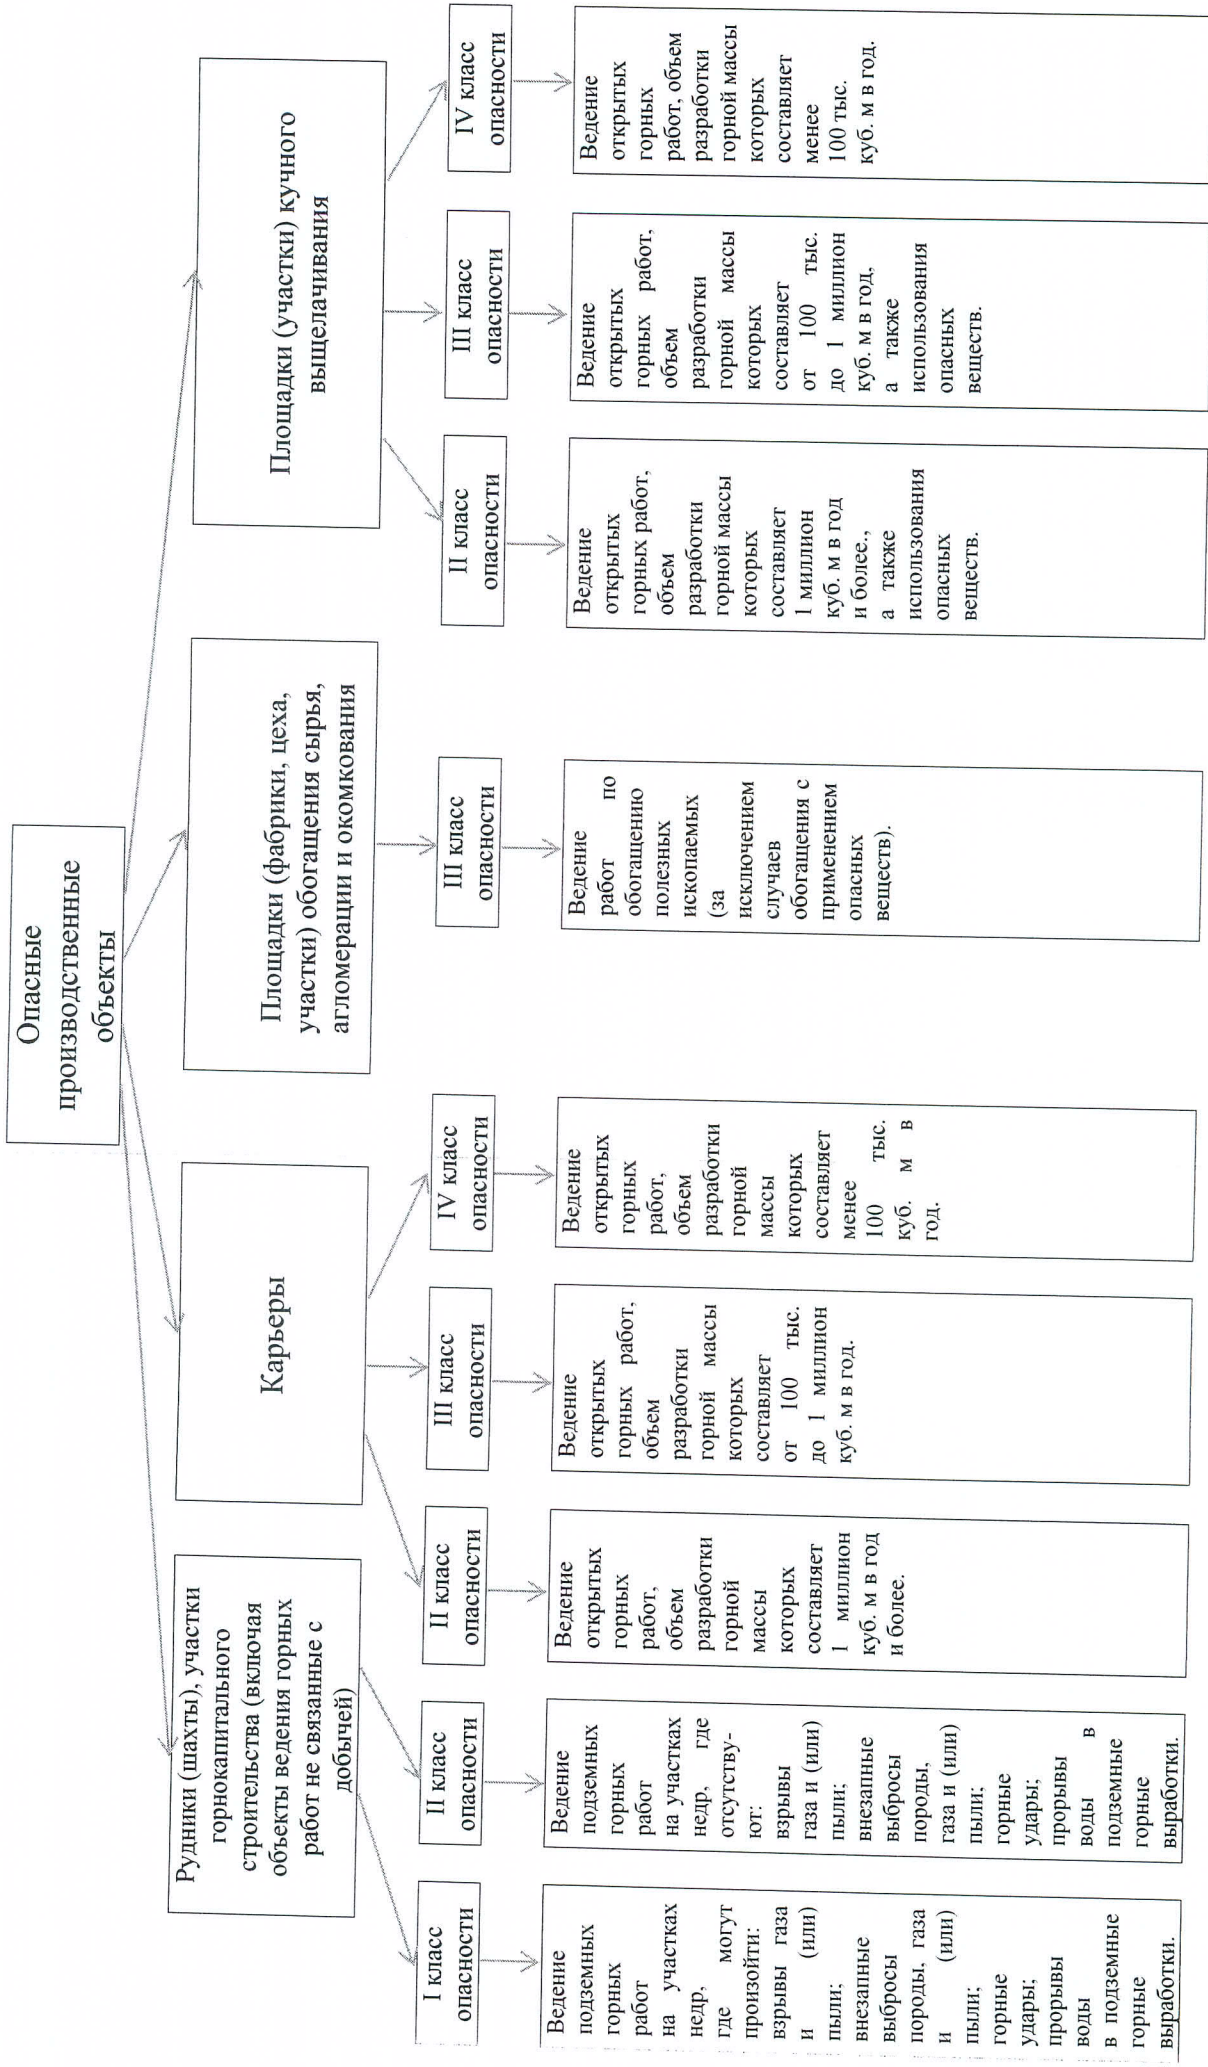 Опасные
производственные
объекты
Рудники (шахты), участки
горнокапитального
строительства (включая
объекты ведения горных
работ не связанные с
добычей)
Карьеры
Площадки (фабрики, цеха,
участки) обогащения сырья,
агломерации и окомкования
Площадки (участки) кучного
выщелачивания
I класс
опасности
II класс
опасности
II класс
опасности
III класс
опасности
IV класс
опасности
III класс
опасности
II класс
опасности
III класс
опасности
IV класс
опасности
Ведение
подземных
горных
работ
на участках
недр,
где могут
произойти:
взрывы газа
и (или)
пыли;
внезапные
выбросы
породы, газа
и (или)
пыли;
горные
удары;
прорывы
воды
в подземные
горные
выработки.
Ведение
подземных
горных
работ
на участках
недр, где
отсутству-
ют:
взрывы
газа и (или)
пыли;
внезапные
выбросы
породы,
газа и (или)
пыли;
горные
удары;
прорывы
воды в
подземные
горные
выработки.
Ведение
открытых
горных
работ,
объем
разработки
горной
массы
которых
составляет
1 миллион
куб. м в год
и более.
Ведение
открытых
горных работ,
объем
разработки
горной массы
которых
составляет
от 100 тыс.
до 1 миллион
куб. м в год.
Ведение
открытых
горных
работ,
объем
разработки
горной
массы
которых
составляет
менее
100 тыс.
куб. м в
год.
Ведение
работ по
обогащению
полезных
ископаемых
(за
исключением
случаев
обогащения с
применением
опасных
веществ).
Ведение
открытых
горных работ,
объем
разработки
горной массы
которых
составляет
1 миллион
куб. м в год
и более.,
а также
использования
опасных
веществ.
Ведение
открытых
горных работ,
объем
разработки
горной массы
которых
составляет
от 100 тыс.
до 1 миллион
куб. м в год,
а также
использования
опасных
веществ.
Ведение
открытых
горных
работ, объем
разработки
горной массы
которых
составляет
менее
100 тыс.
куб. м в год.